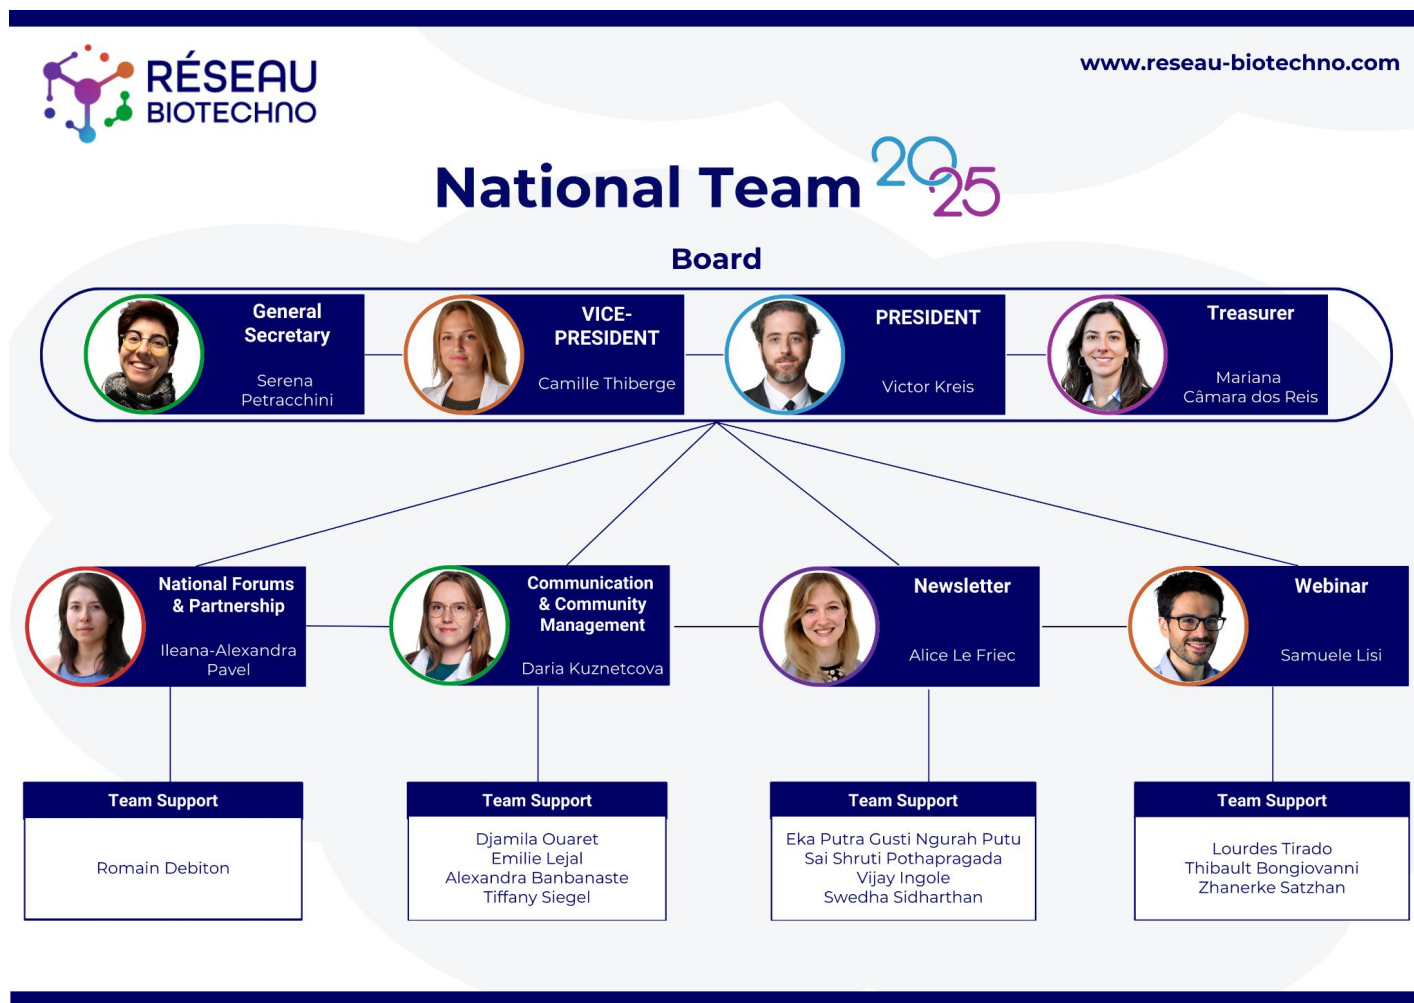 RÉSEAU
BIOTECHNO
www.reseau-biotechno.com
National Team 2025
Board
General
Secretary
Serena
Petracchini
VICE-
PRESIDENT
Camille Thiberge
PRESIDENT
Victor Kreis
Treasurer
Mariana
Câmara dos Reis
National Forums
& Partnership
Ileana-Alexandra
Pavel
Communication
& Community
Management
Daria Kuznetcova
Newsletter
Alice Le Friec
Webinar
Samuele Lisi
Team Support
Romain Debiton
Team Support
Djamila Ouaret
Emilie Lejal
Alexandra Banbanaste
Tiffany Siegel
Team Support
Eka Putra Gusti Ngurah Putu
Sai Shruti Pothapragada
Vijay Ingole
Swedha Sidharthan
Team Support
Lourdes Tirado
Thibault Bongiovanni
Zhanerke Satzhan